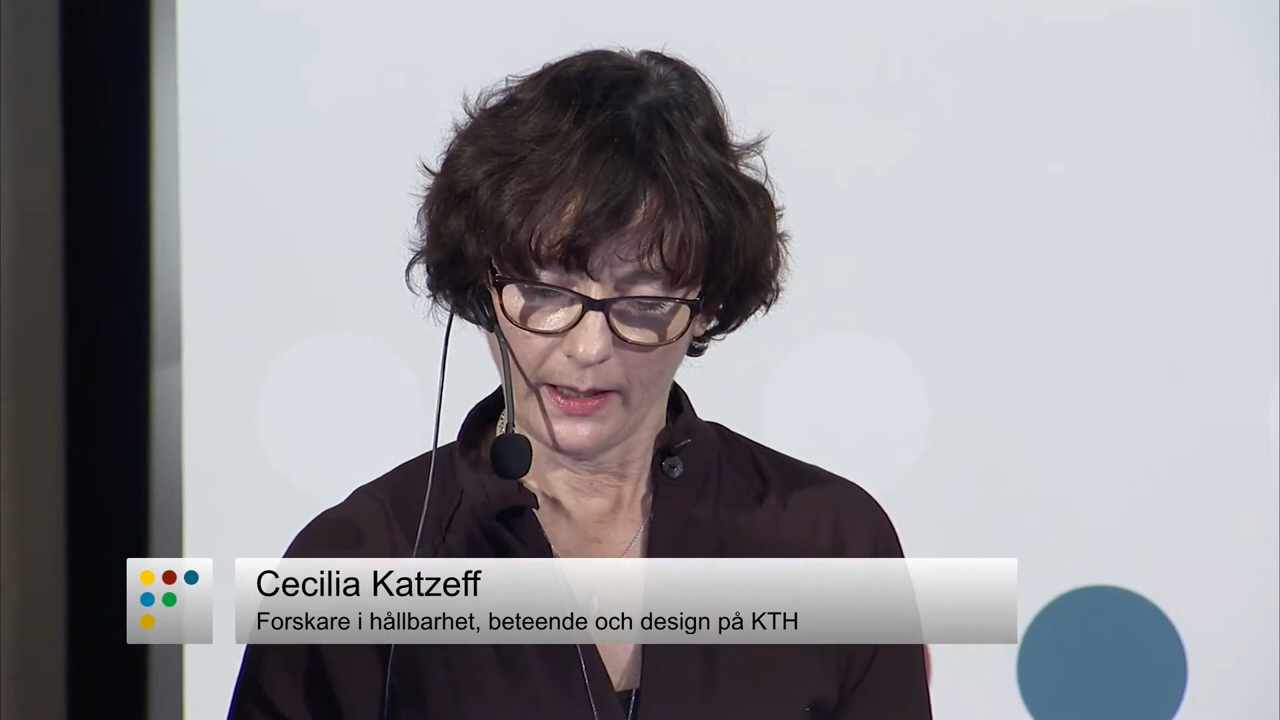 Cecilia Katzeff
Forskare i hållbarhet, beteende och design på KTH